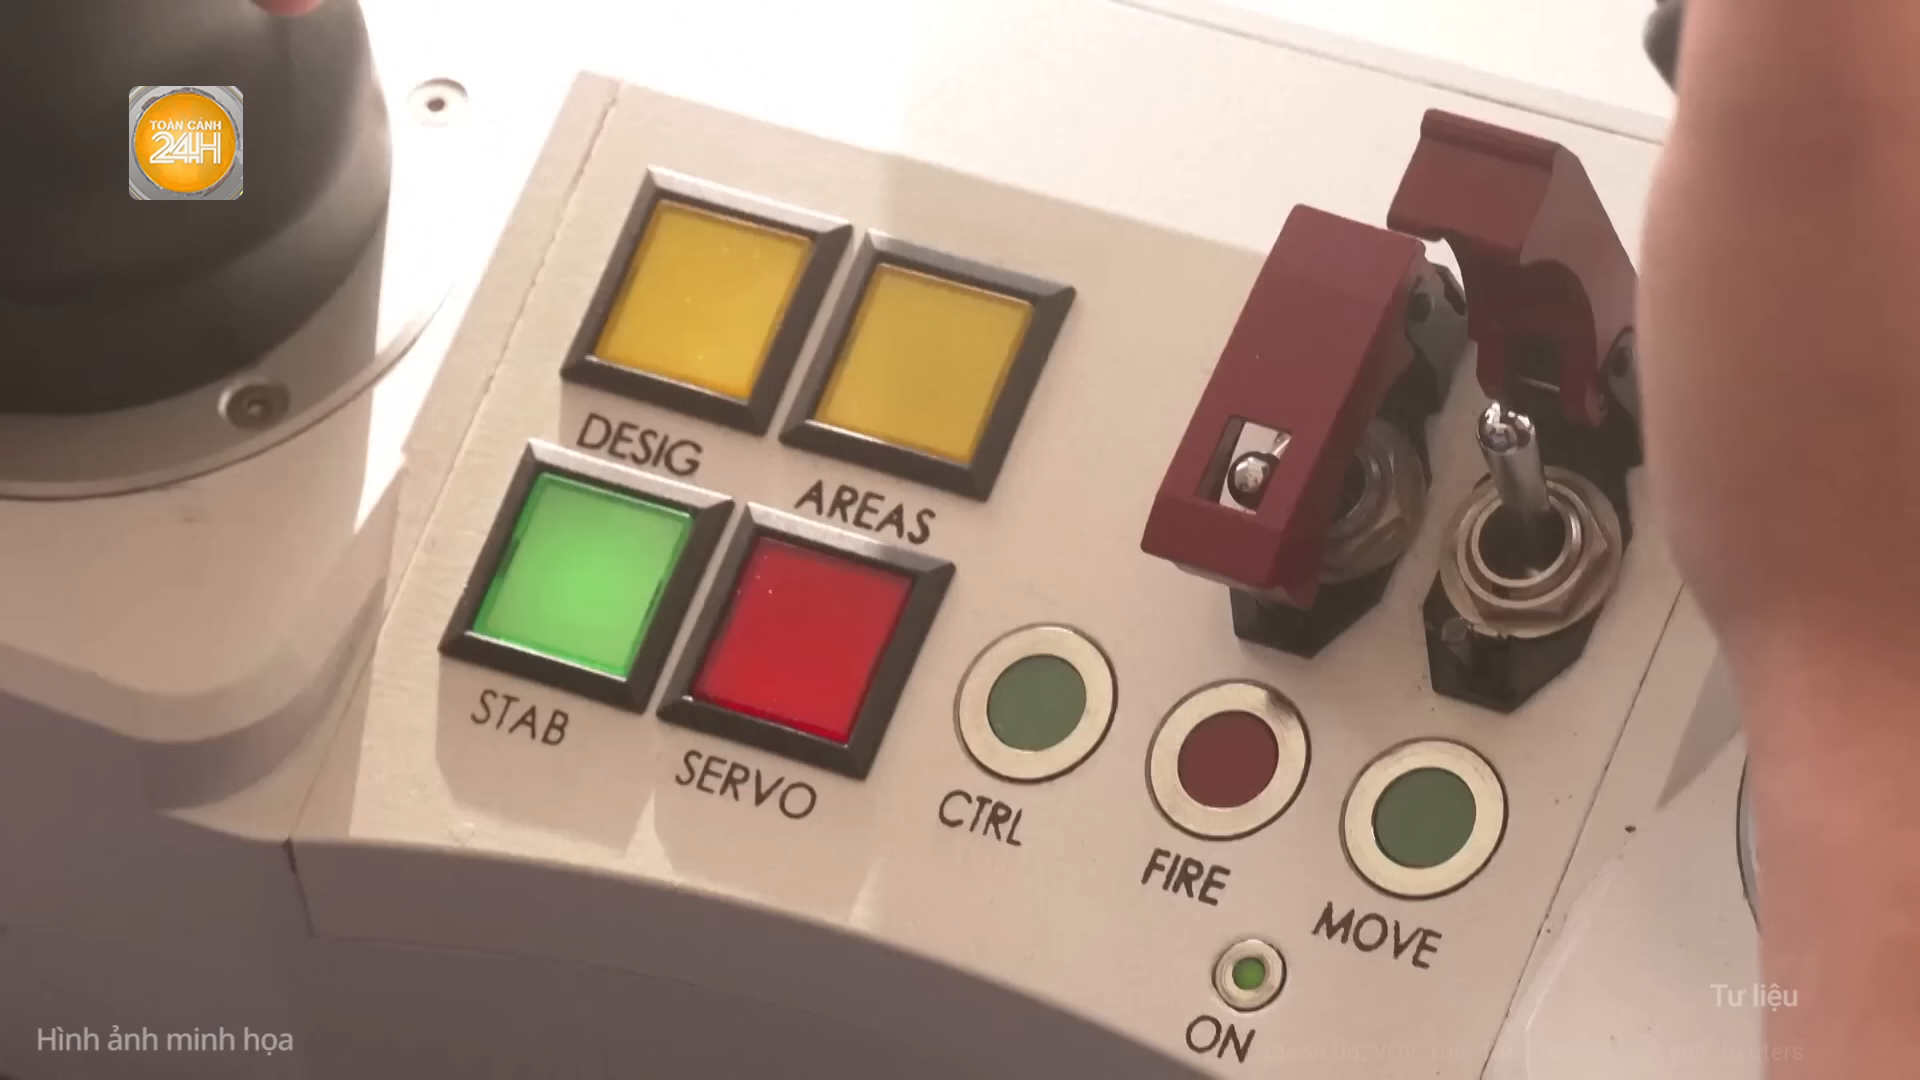 TOÀN CẢNH
24H
DESIG
AREAS
STAB
SERVO
CTRL
FIRE
MOVE
ON
Tư liệu
Hình ảnh minh họa